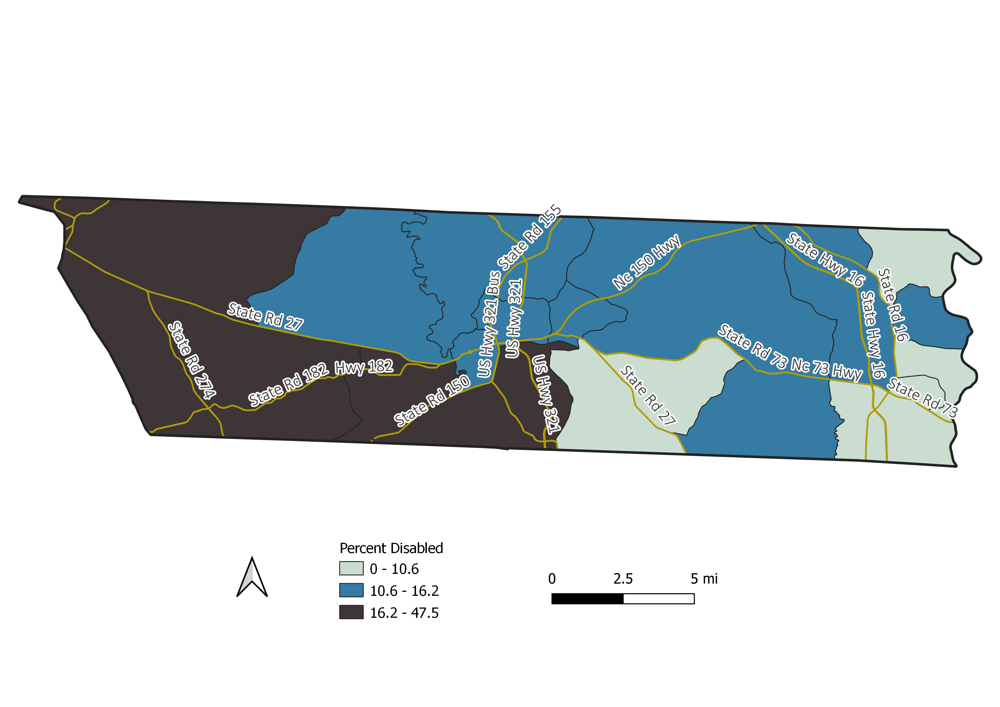 State Rd 155
Nc 150 Hwy
State Hwy 16
US Hwy 321 Bus
US Hwy 321
State Rd 16
State Hwy 16
State Rd 27
State Rd 274
State Rd 73 Nc 73 Hwy
State Rd 182 Hwy 182
US Hwy 321
State Rd 27
State Rd 150
State Rd 73
Percent Disabled
0 - 10.6
10.6 - 16.2
16.2 - 47.5
0 2.5 5 mi